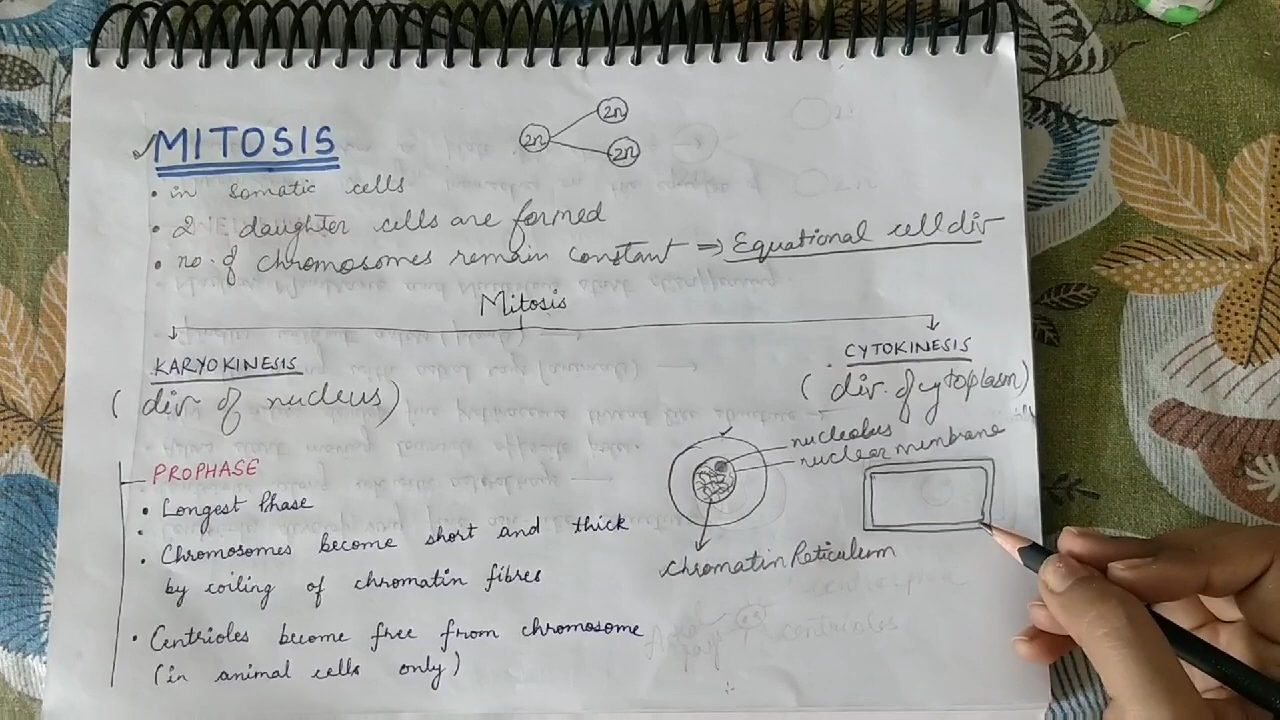 MITOSIS
2n
2n
2n
• in somatic cells
• 2 daughter cells are formed
• no. of chromosomes remain constant ⇒ Equational cell div
Mitosis
KARYOKINESIS
(div of nucleus)
CYTOKINESIS
(div. of cytoplasm)
PROPHASE
• Longest Phase
• Chromosomes become short and thick
by coiling of chromatin fibres
• Centrioles become free from chromosome
(in animal cells only)
nucleolus
nuclear membrane
Chromatin Reticulum